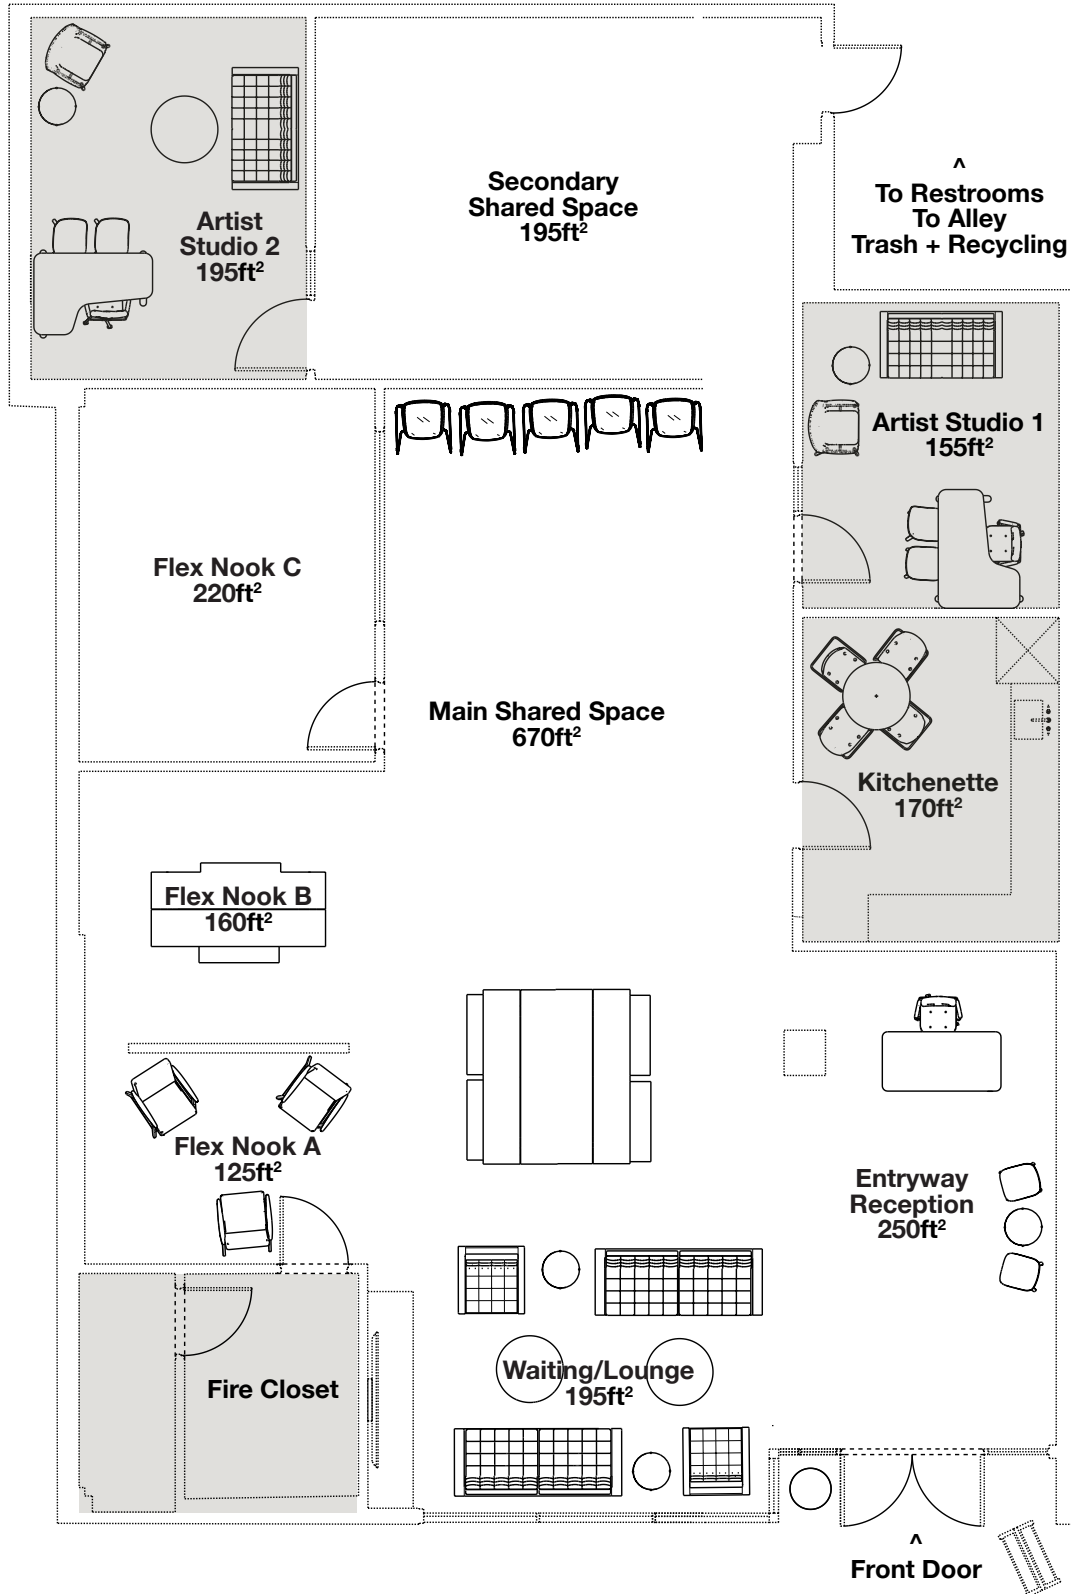 Secondary
Shared Space
195ft²
^
To Restrooms
To Alley
Trash + Recycling
Artist
Studio 2
195ft²
Artist Studio 1
155ft²
Flex Nook C
220ft²
Main Shared Space
670ft²
Kitchenette
170ft²
Flex Nook B
160ft²
Flex Nook A
125ft²
Entryway
Reception
250ft²
Waiting/Lounge
195ft²
Fire Closet
^
Front Door